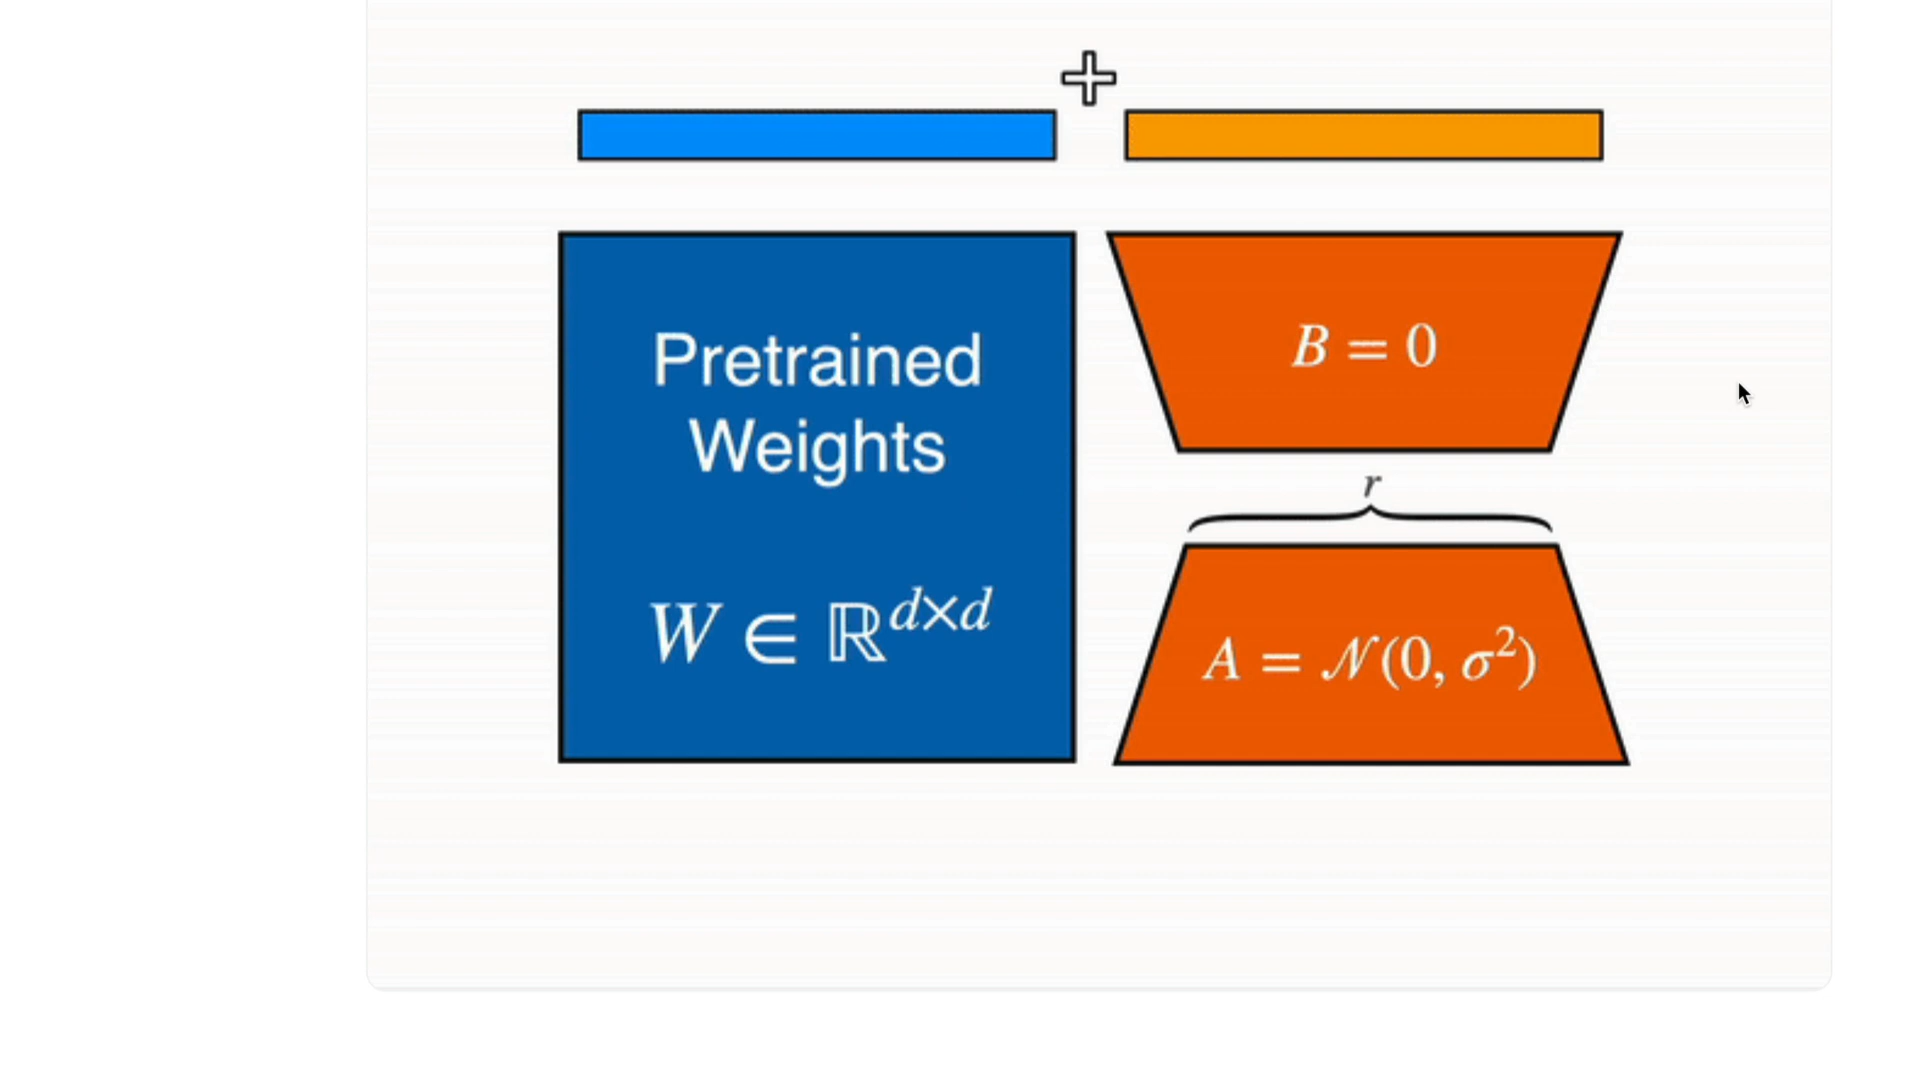 Pretrained
Weights
W ∈ ℝ^{d×d}
B = 0
r
A = 𝒩(0, σ²)